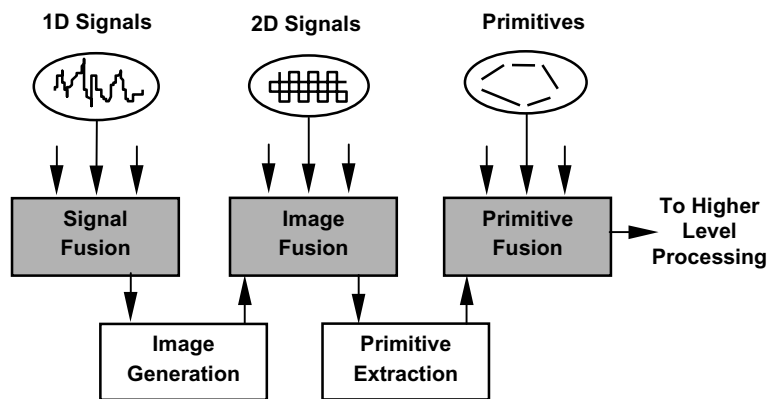 1D Signals
2D Signals
Primitives
Signal
Fusion
Image
Fusion
Primitive
Fusion
To Higher
Level
Processing
Image
Generation
Primitive
Extraction